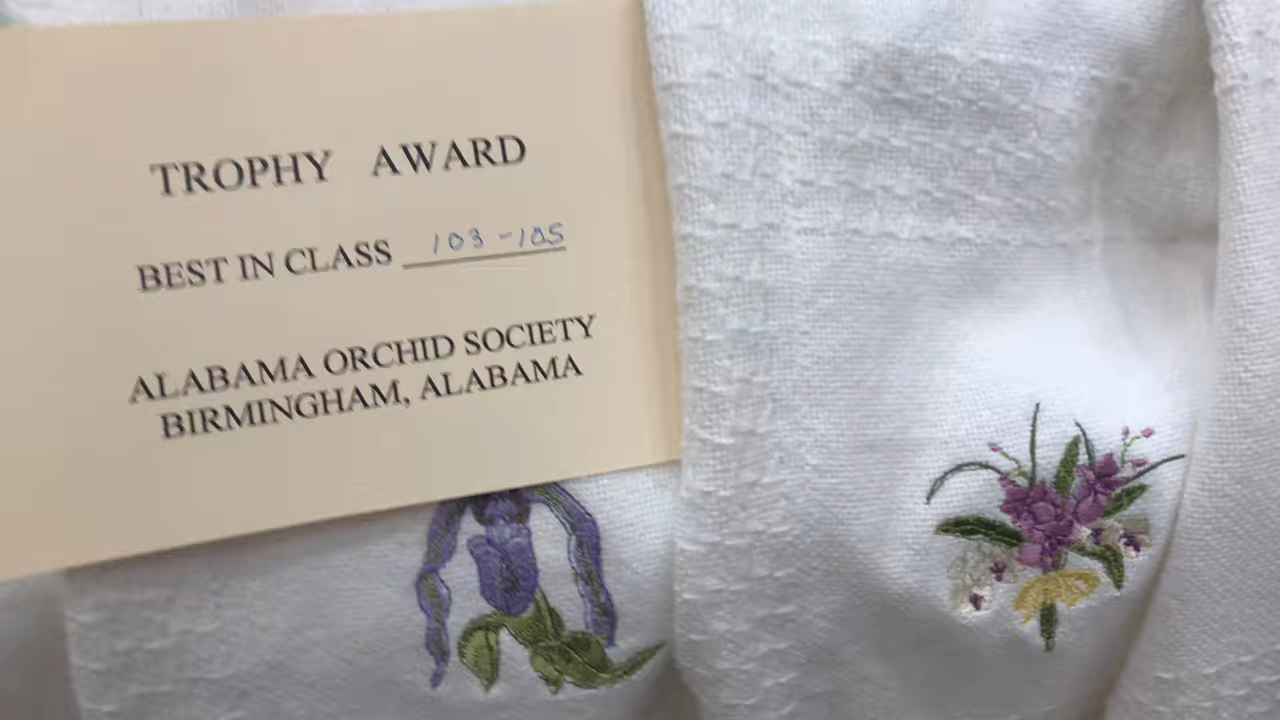 TROPHY AWARD
BEST IN CLASS 103-105
ALABAMA ORCHID SOCIETY
BIRMINGHAM, ALABAMA